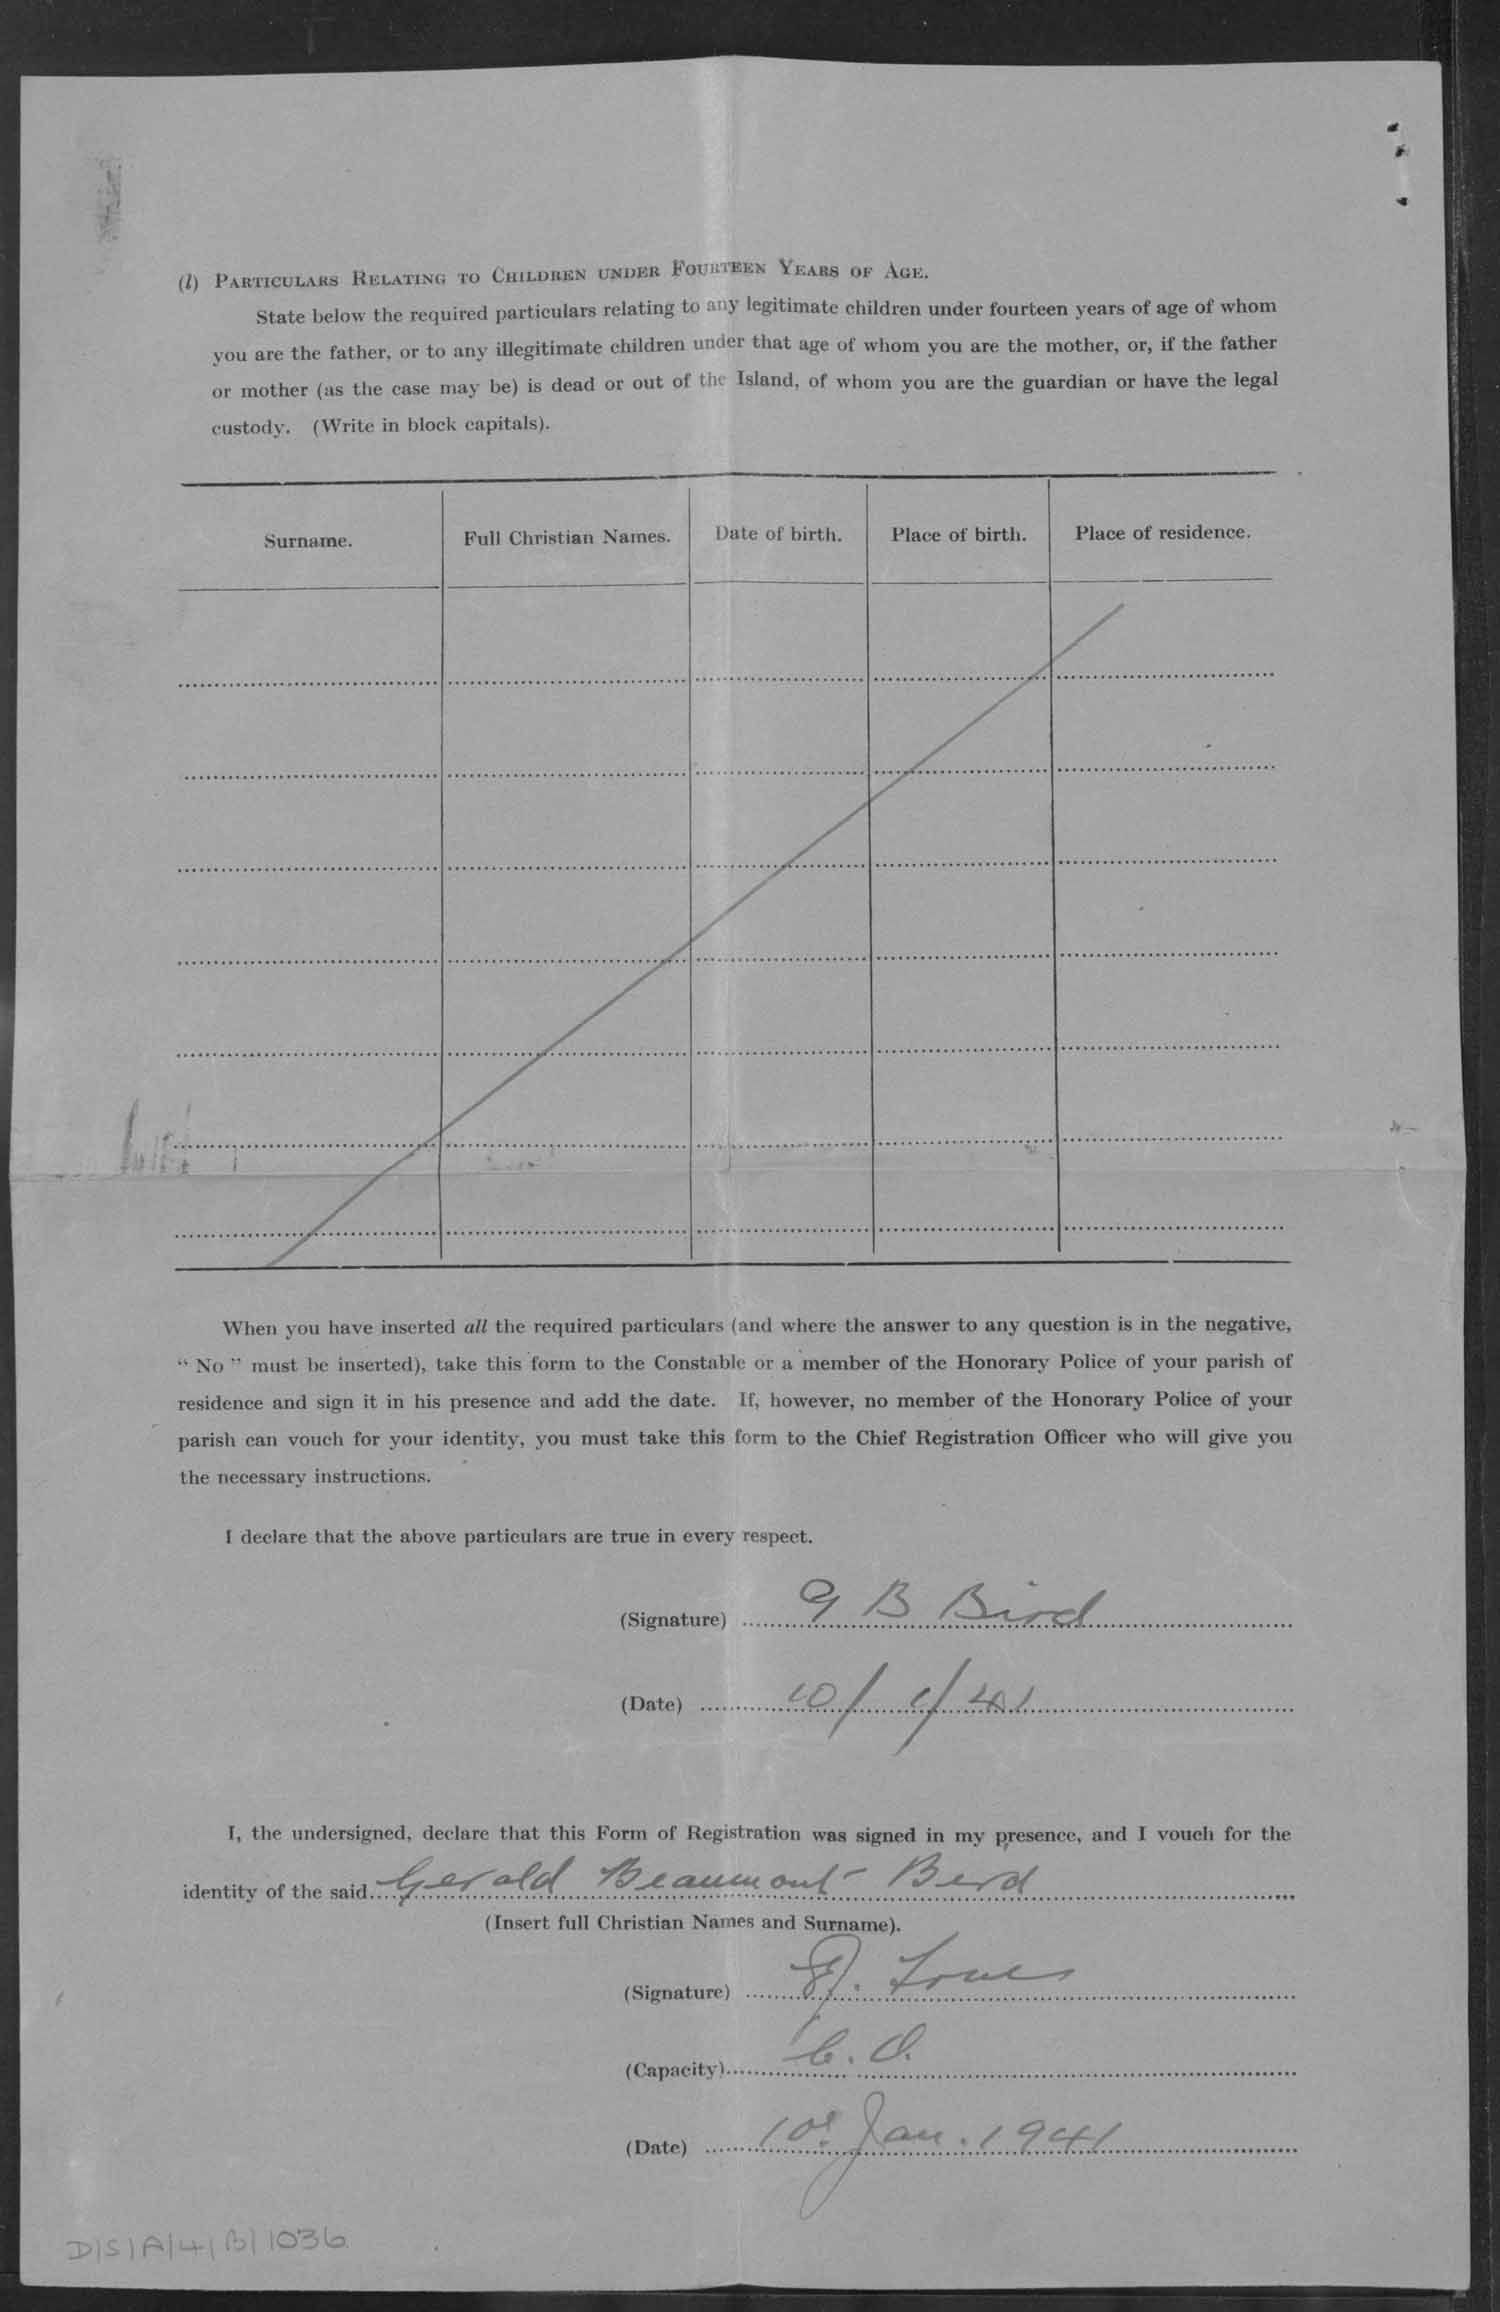 (l) PARTICULARS RELATING TO CHILDREN UNDER FOURTEEN YEARS OF AGE.
State below the required particulars relating to any legitimate children under fourteen years of age of whom
you are the father, or to any illegitimate children under that age of whom you are the mother, or, if the father
or mother (as the case may be) is dead or out of the Island, of whom you are the guardian or have the legal
custody. (Write in block capitals).
Surname. Full Christian Names. Date of birth. Place of birth. Place of residence.
When you have inserted all the required particulars (and where the answer to any question is in the negative,
“ No ” must be inserted), take this form to the Constable or a member of the Honorary Police of your parish of
residence and sign it in his presence and add the date. If, however, no member of the Honorary Police of your
parish can vouch for your identity, you must take this form to the Chief Registration Officer who will give you
the necessary instructions.
I declare that the above particulars are true in every respect.
(Signature) G B Bird
(Date) 10/1/41
I, the undersigned, declare that this Form of Registration was signed in my presence, and I vouch for the
identity of the said Gerald Beaumont Bird
(Insert full Christian Names and Surname).
(Signature)
(Capacity) C. O.
(Date) 10 Jan. 1941
D/S/A/4/B/1036